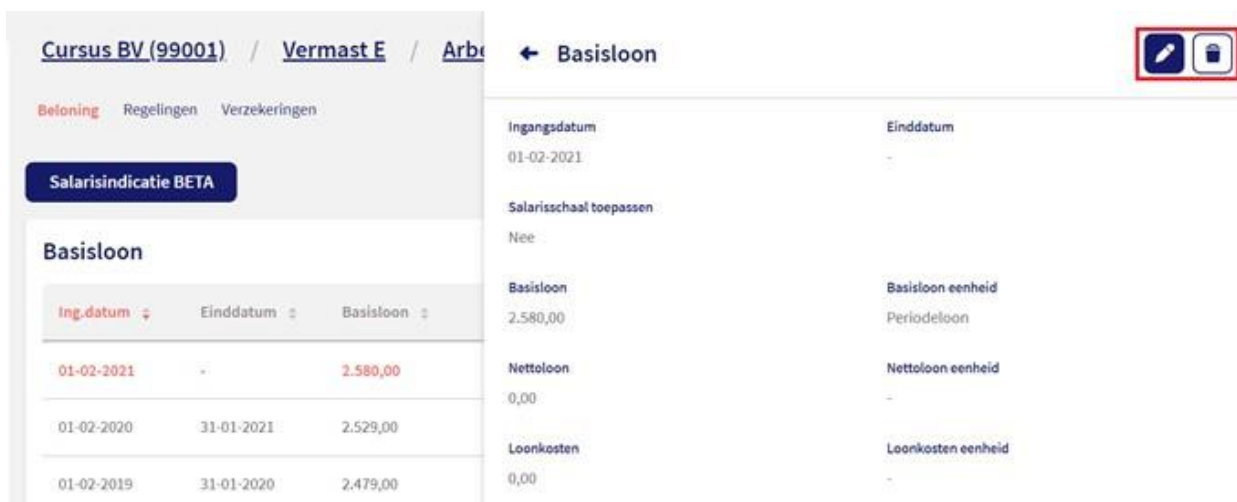 Cursus BV (99001) / Vermast E / Arbe
Beloning Regelingen Verzekeringen
Salarisindicatie BETA
Basisloon
Ing.datum Einddatum Basisloon
01-02-2021 - 2.580,00
01-02-2020 31-01-2021 2.529,00
01-02-2019 31-01-2020 2.479,00
Basisloon
Ingangsdatum Einddatum
01-02-2021 -
Salarisschaal toepassen
Nee
Basisloon Basisloon eenheid
2.580,00 Periodeloon
Nettoloon Nettoloon eenheid
0,00 -
Loonkosten Loonkosten eenheid
0,00 -